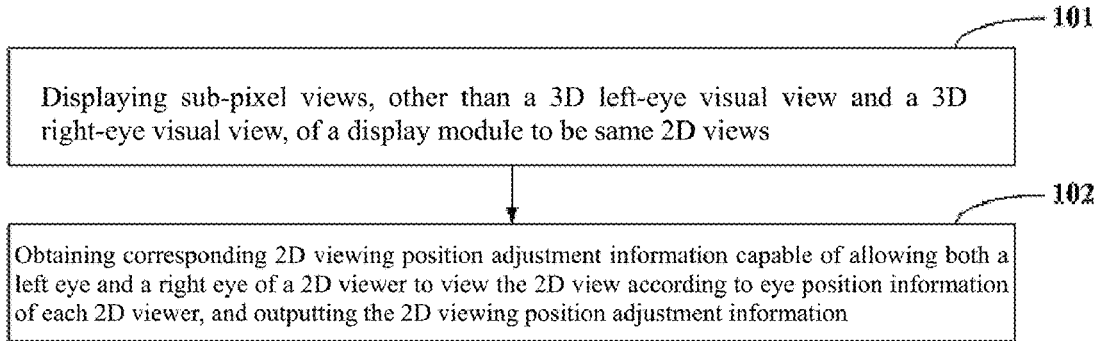 101
Displaying sub-pixel views, other than a 3D left-eye visual view and a 3D
right-eye visual view, of a display module to be same 2D views
102
Obtaining corresponding 2D viewing position adjustment information capable of allowing both a
left eye and a right eye of a 2D viewer to view the 2D view according to eye position information
of each 2D viewer, and outputting the 2D viewing position adjustment information